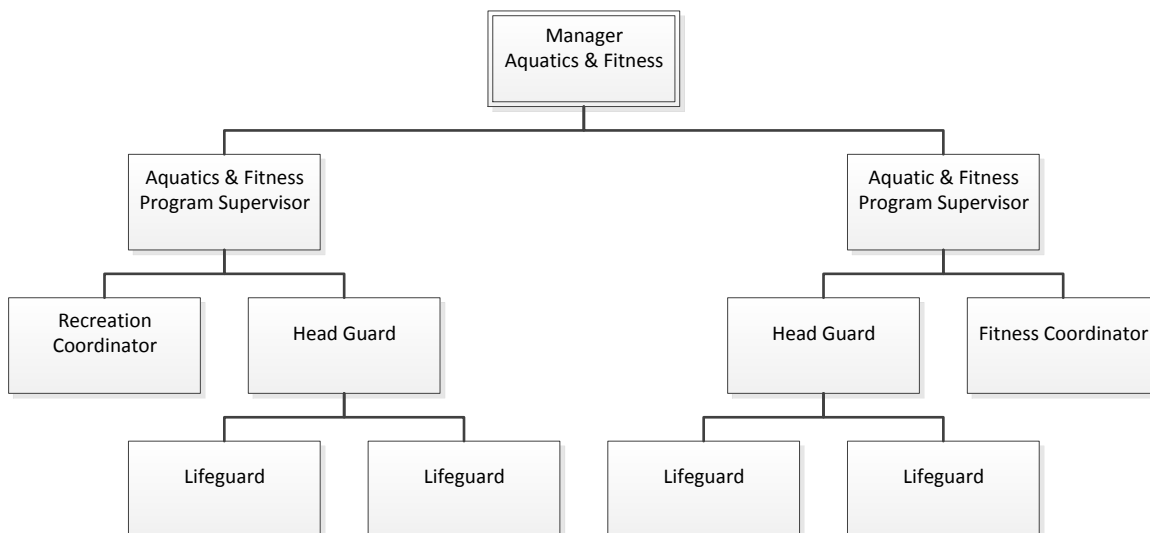 Manager
Aquatics & Fitness
Aquatics & Fitness
Program Supervisor
Aquatic & Fitness
Program Supervisor
Recreation
Coordinator
Head Guard
Head Guard
Fitness Coordinator
Lifeguard
Lifeguard
Lifeguard
Lifeguard